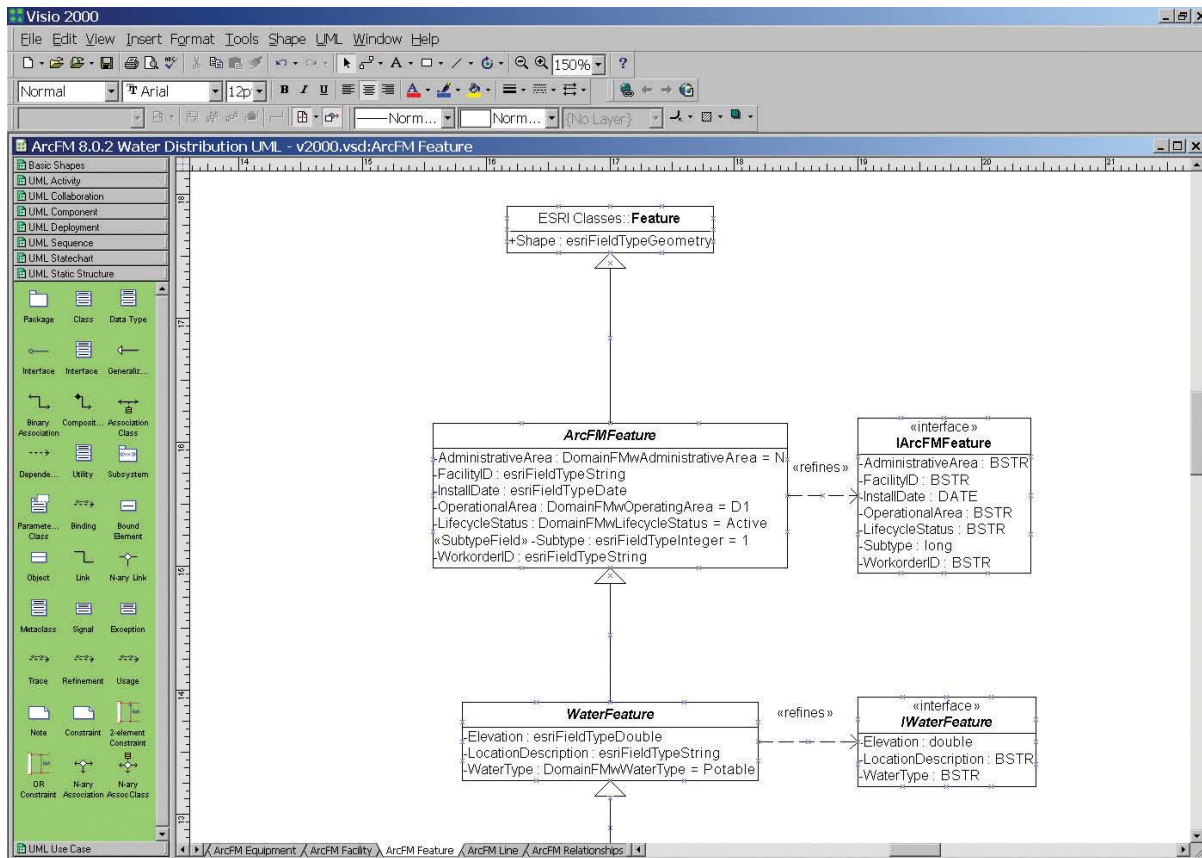 Visio 2000
File Edit View Insert Format Tools Shape UML Window Help
150% ?
Normal Arial 12p B I U A
Norm... Norm... {No Layer}
ArcFM 8.0.2 Water Distribution UML - v2000.vsd:ArcFM Feature
Basic Shapes
UML Activity
UML Collaboration
UML Component
UML Deployment
UML Sequence
UML Statechart
UML Static Structure
Package Class Data Type
Interface Interface Generaliz...
Binary Association Composit... Association Class
Depende... Utility Subsystem
Paramete... Class Binding Bound Element
Object Link N-ary Link
Metaclass Signal Exception
Trace Refinement Usage
Note Constraint 2-element Constraint
OR Constraint N-ary Association N-ary AssocClass
UML Use Case
14 15 16 17 18 19 20 21
18
17
16
15
14
13
ESRI Classes::Feature
+Shape : esriFieldTypeGeometry
ArcFMFeature
-AdministrativeArea : DomainFMwAdministrativeArea = N
-FacilityID : esriFieldTypeString
-InstallDate : esriFieldTypeDate
-OperationalArea : DomainFMwOperatingArea = D1
-LifecycleStatus : DomainFMwLifecycleStatus = Active
«SubtypeField» -Subtype : esriFieldTypeInteger = 1
-WorkorderID : esriFieldTypeString
«refines»
«interface»
IArcFMFeature
-AdministrativeArea : BSTR
-FacilityID : BSTR
-InstallDate : DATE
-OperationalArea : BSTR
-LifecycleStatus : BSTR
-Subtype : long
-WorkorderID : BSTR
WaterFeature
-Elevation : esriFieldTypeDouble
-LocationDescription : esriFieldTypeString
-WaterType : DomainFMwWaterType = Potable
«refines»
«interface»
IWaterFeature
-Elevation : double
-LocationDescription : BSTR
-WaterType : BSTR
ArcFM Equipment ArcFM Facility ArcFM Feature ArcFM Line ArcFM Relationships